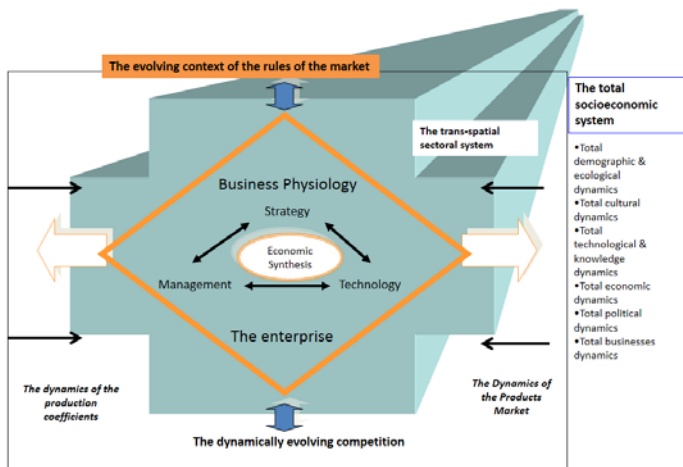 The evolving context of the rules of the market
The total
socioeconomic
system
The trans-spatial
sectoral system
•Total
demographic &
ecological
dynamics
•Total cultural
dynamics
•Total
technological &
knowledge
dynamics
•Total economic
dynamics
•Total political
dynamics
•Total businesses
dynamics
Business Physiology
Strategy
Economic
Synthesis
Management
Technology
The enterprise
The dynamics of the
production
coefficients
The Dynamics of
the Products
Market
The dynamically evolving competition